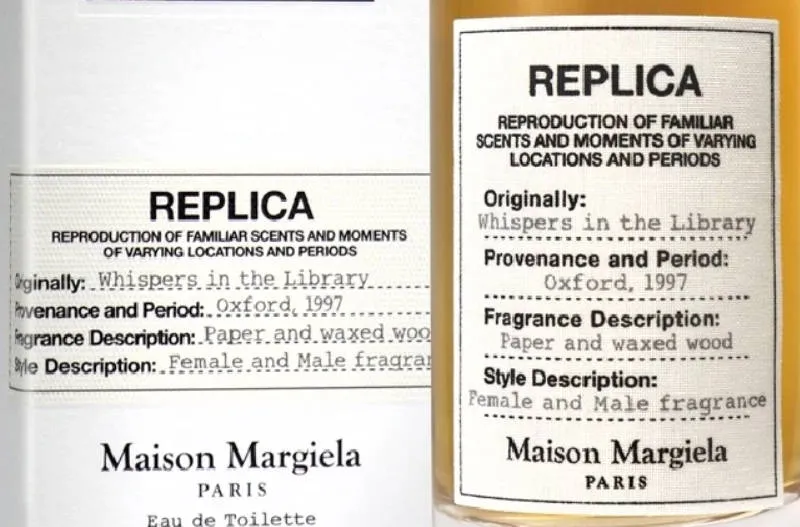 REPLICA
REPRODUCTION OF FAMILIAR SCENTS AND MOMENTS
OF VARYING LOCATIONS AND PERIODS
Originally: Whispers in the Library
Provenance and Period: Oxford, 1997
Fragrance Description: Paper and waxed woo
Style Description: Female and Male fragran
Maison Margiela
PARIS
Eau de Toilette
REPLICA
REPRODUCTION OF FAMILIAR
SCENTS AND MOMENTS OF VARYING
LOCATIONS AND PERIODS
Originally:
Whispers in the Library
Provenance and Period:
Oxford, 1997
Fragrance Description:
Paper and waxed wood
Style Description:
Female and Male fragrance
Maison Margiela
PARIS